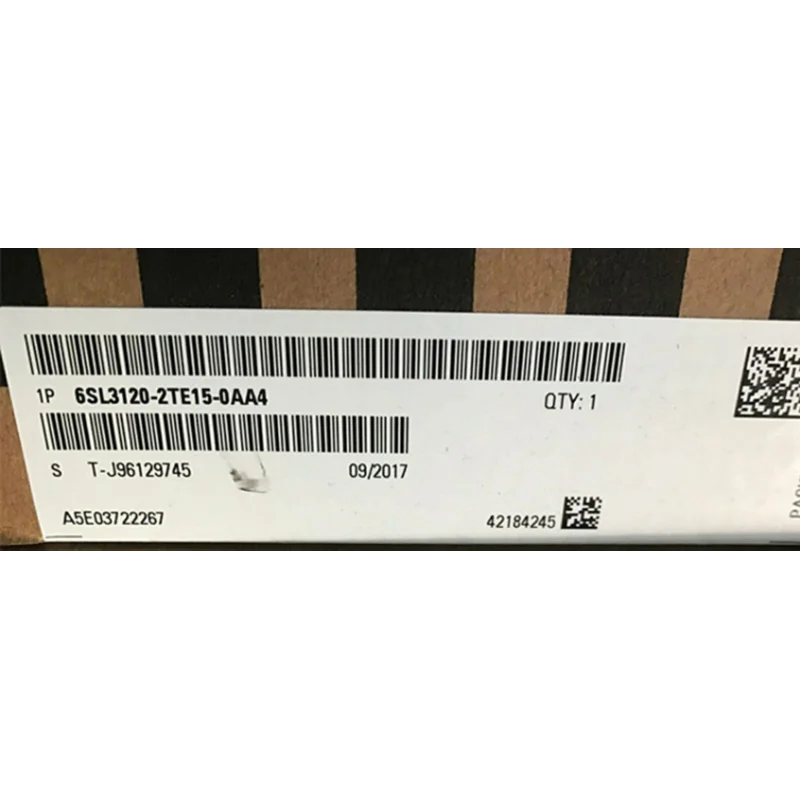 1P 6SL3120-2TE15-0AA4 QTY: 1
S T-J96129745 09/2017
A5E03722267 42184245